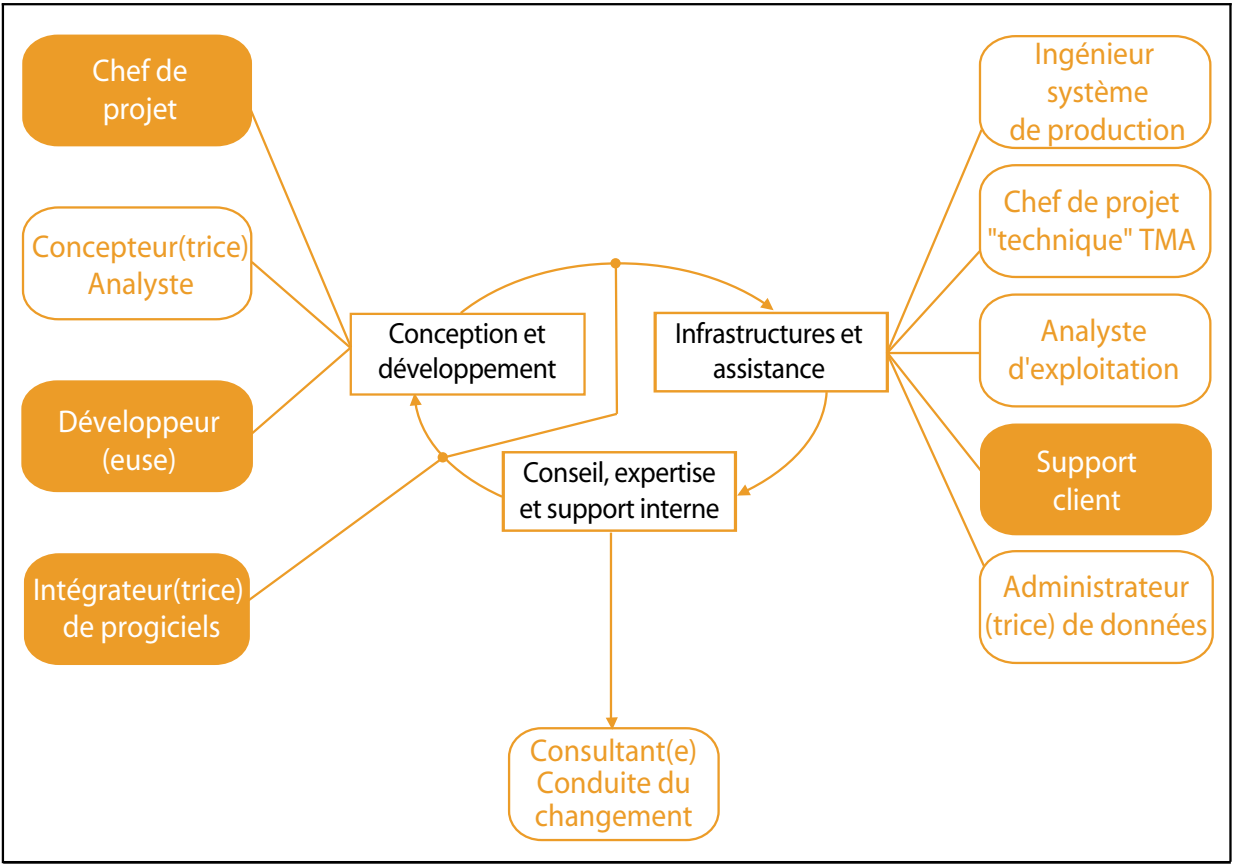 Chef de
projet
Concepteur(trice)
Analyste
Développeur
(euse)
Intégrateur(trice)
de progiciels
Conception et
développement
Infrastructures et
assistance
Conseil, expertise
et support interne
Consultant(e)
Conduite du
changement
Ingénieur
système
de production
Chef de projet
"technique" TMA
Analyste
d'exploitation
Support
client
Administrateur
(trice) de données